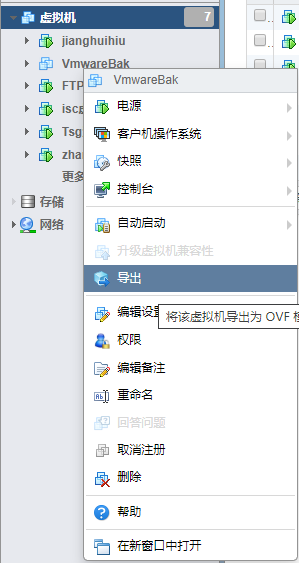 虚拟机 7
jianghuihiu
VmwareBak
FTP
isc
Tsg
zha
更多
存储
网络
VmwareBak
电源
客户机操作系统
快照
控制台
自动启动
升级虚拟机兼容性
导出
编辑设置
将该虚拟机导出为 OVF 模
权限
编辑备注
重命名
回答问题
取消注册
删除
帮助
在新窗口中打开